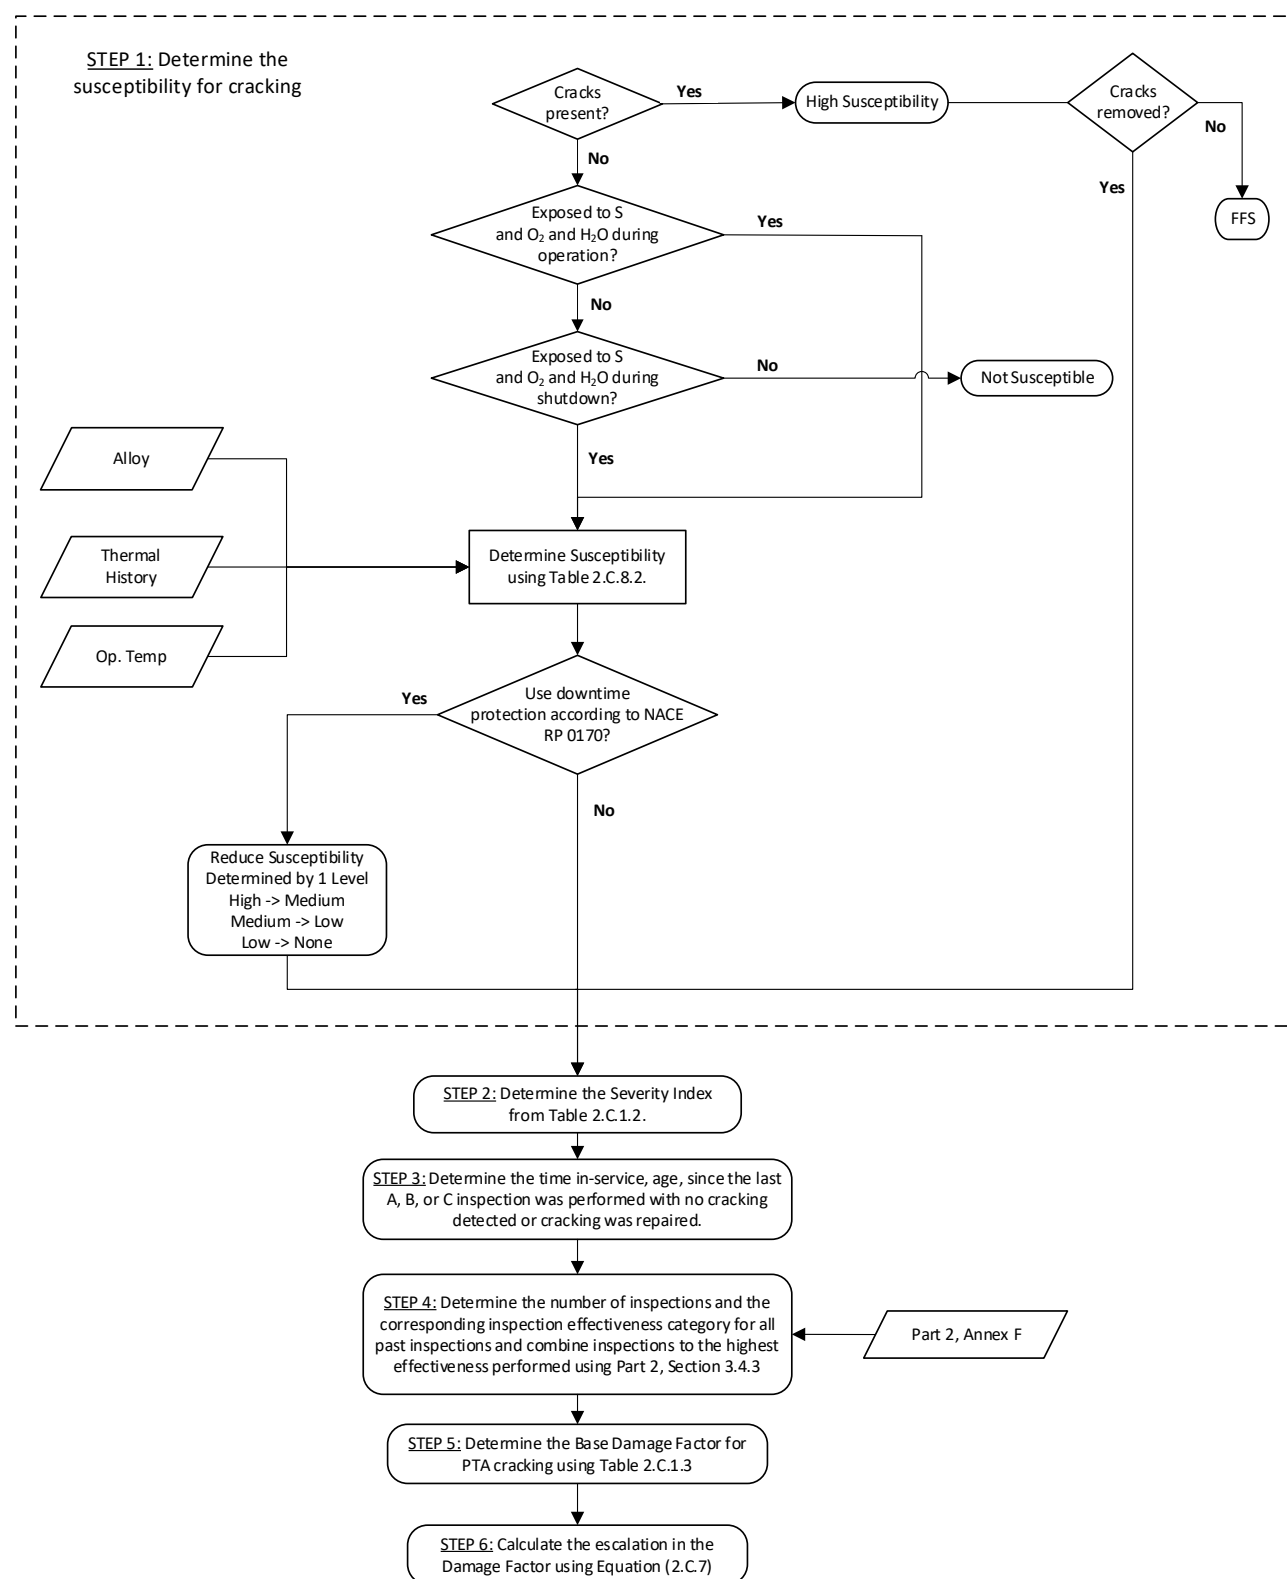 STEP 1: Determine the
susceptibility for cracking
Cracks
present?
Yes
High Susceptibility
Cracks
removed?
No
Yes
FFS
No
Exposed to S
and O₂ and H₂O during
operation?
Yes
No
Exposed to S
and O₂ and H₂O during
shutdown?
No
Not Susceptible
Yes
Alloy
Thermal
History
Op. Temp
Determine Susceptibility
using Table 2.C.8.2.
Use downtime
protection according to NACE
RP 0170?
Yes
No
Reduce Susceptibility
Determined by 1 Level
High -> Medium
Medium -> Low
Low -> None
STEP 2: Determine the Severity Index
from Table 2.C.1.2.
STEP 3: Determine the time in-service, age, since the last
A, B, or C inspection was performed with no cracking
detected or cracking was repaired.
STEP 4: Determine the number of inspections and the
corresponding inspection effectiveness category for all
past inspections and combine inspections to the highest
effectiveness performed using Part 2, Section 3.4.3
Part 2, Annex F
STEP 5: Determine the Base Damage Factor for
PTA cracking using Table 2.C.1.3
STEP 6: Calculate the escalation in the
Damage Factor using Equation (2.C.7)